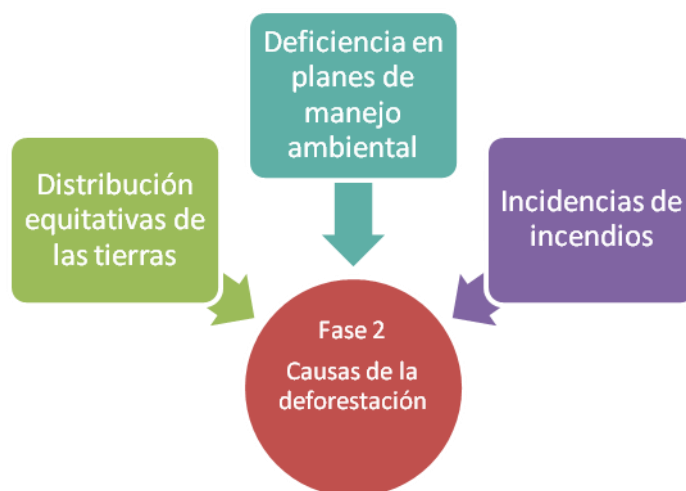 Deficiencia en
planes de
manejo
ambiental
Distribución
equitativas de
las tierras
Incidencias de
incendios
Fase 2
Causas de la
deforestación